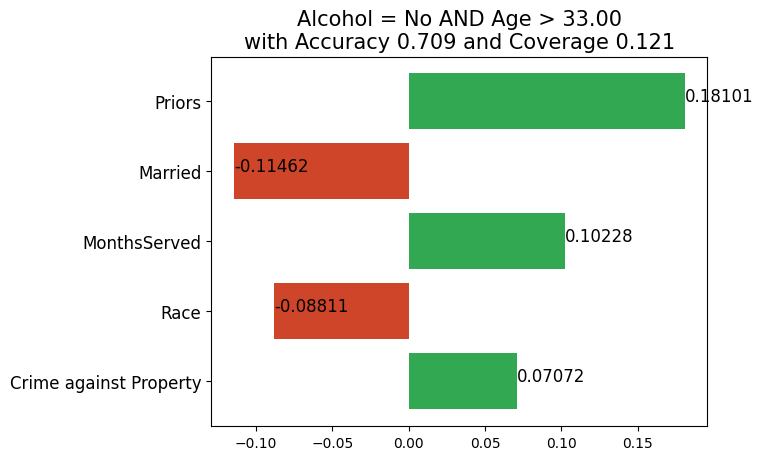 Alcohol = No AND Age > 33.00
with Accuracy 0.709 and Coverage 0.121
Priors
0.18101
Married
-0.11462
MonthsServed
0.10228
Race
-0.08811
Crime against Property
0.07072
−0.10
−0.05
0.00
0.05
0.10
0.15